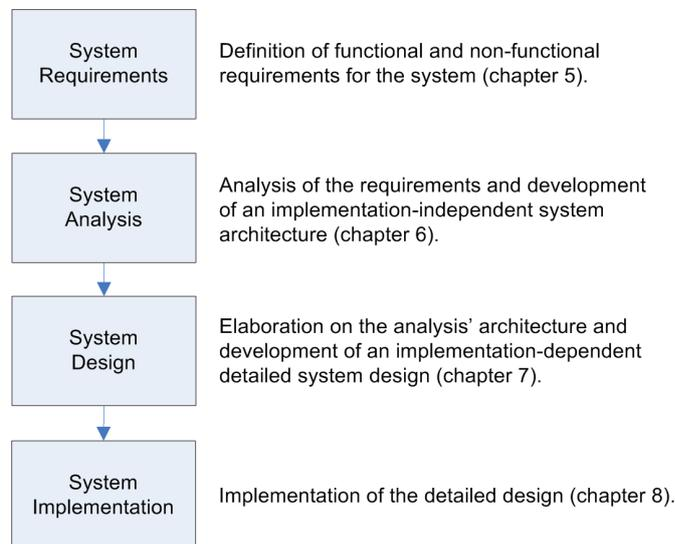 System
Requirements
Definition of functional and non-functional
requirements for the system (chapter 5).
System
Analysis
Analysis of the requirements and development
of an implementation-independent system
architecture (chapter 6).
System
Design
Elaboration on the analysis’ architecture and
development of an implementation-dependent
detailed system design (chapter 7).
System
Implementation
Implementation of the detailed design (chapter 8).